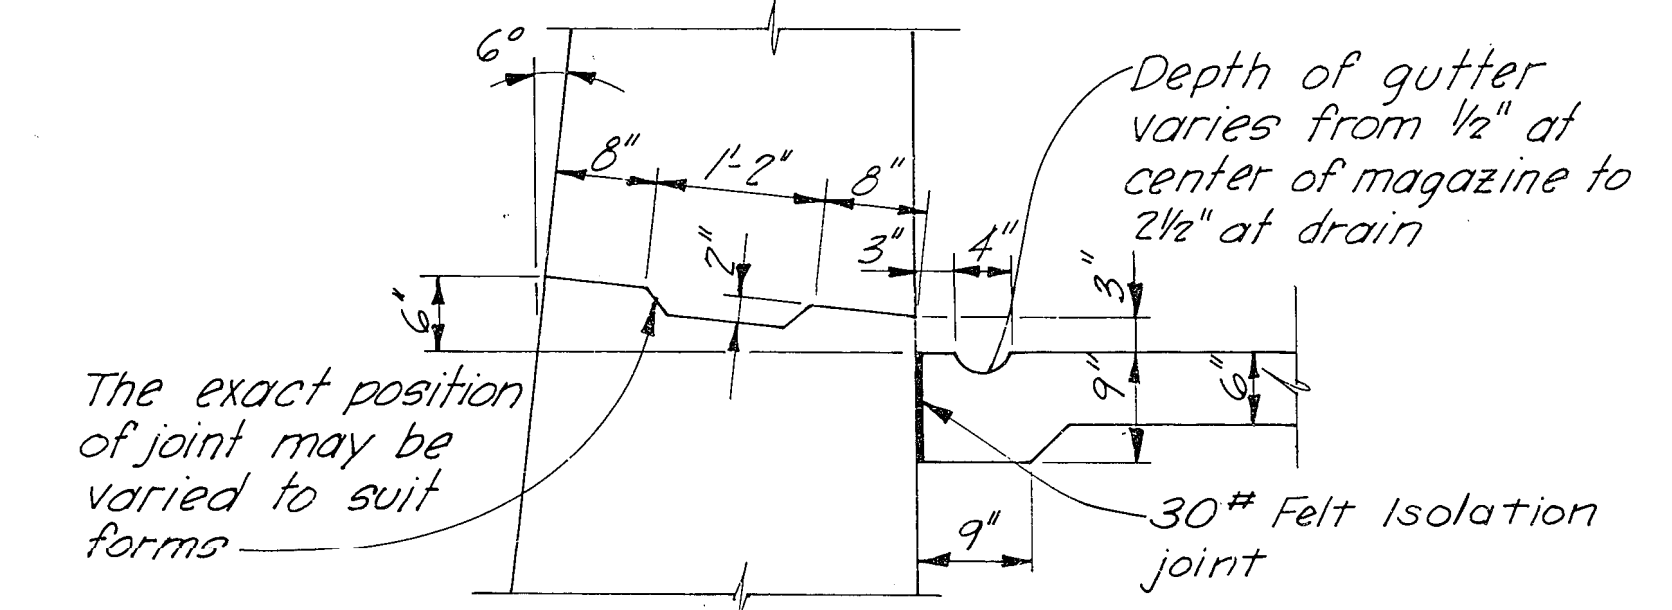 6°
Depth of gutter
varies from 1/2" at
center of magazine to
2 1/2" at drain
8"
1'-2"
8"
2"
3"
4"
3"
6"
9"
6"
The exact position
of joint may be
varied to suit
forms
9"
30# Felt Isolation
joint